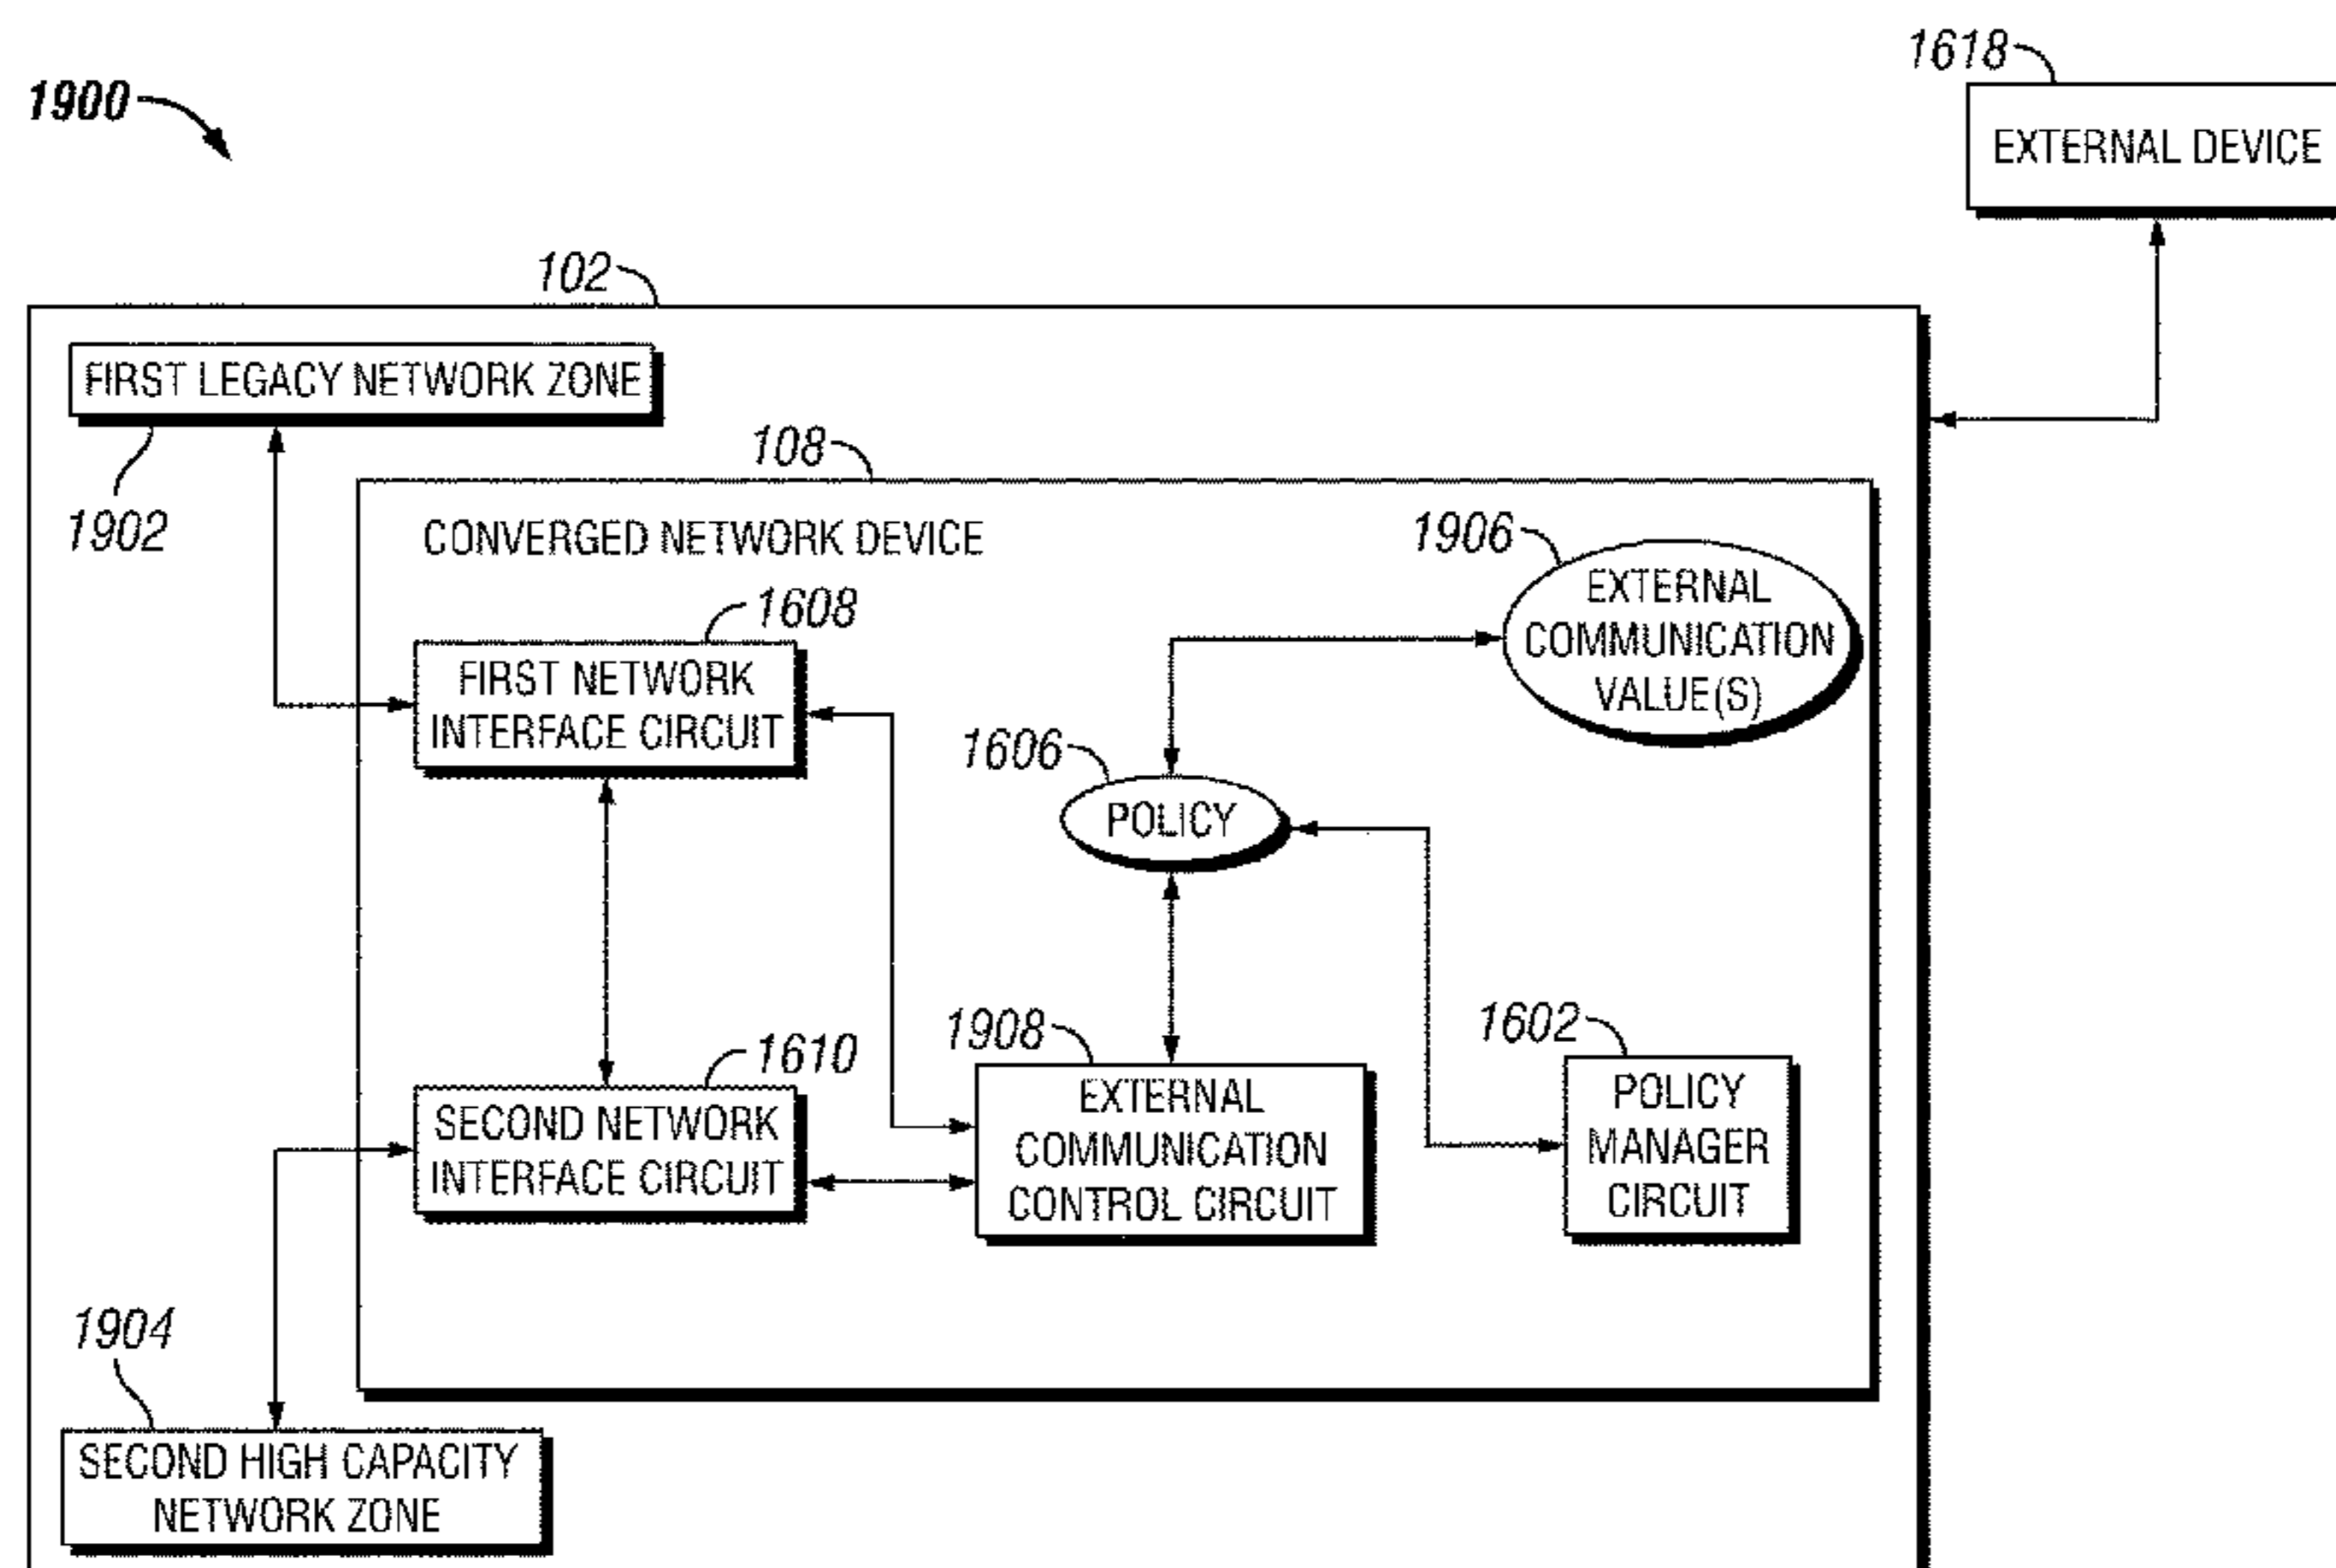 1618
1900
EXTERNAL DEVICE
102
FIRST LEGACY NETWORK ZONE
108
1902
CONVERGED NETWORK DEVICE
1906
EXTERNAL
COMMUNICATION
VALUE(S)
1608
FIRST NETWORK
INTERFACE CIRCUIT
1606
POLICY
1610
SECOND NETWORK
INTERFACE CIRCUIT
1908
EXTERNAL
COMMUNICATION
CONTROL CIRCUIT
1602
POLICY
MANAGER
CIRCUIT
1904
SECOND HIGH CAPACITY
NETWORK ZONE